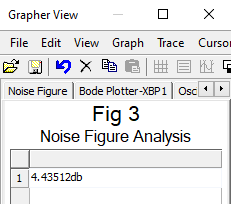 Grapher View
File Edit View Graph Trace Cursor
Noise Figure Bode Plotter-XBP1 Osc
Fig 3
Noise Figure Analysis
1 4.43512db